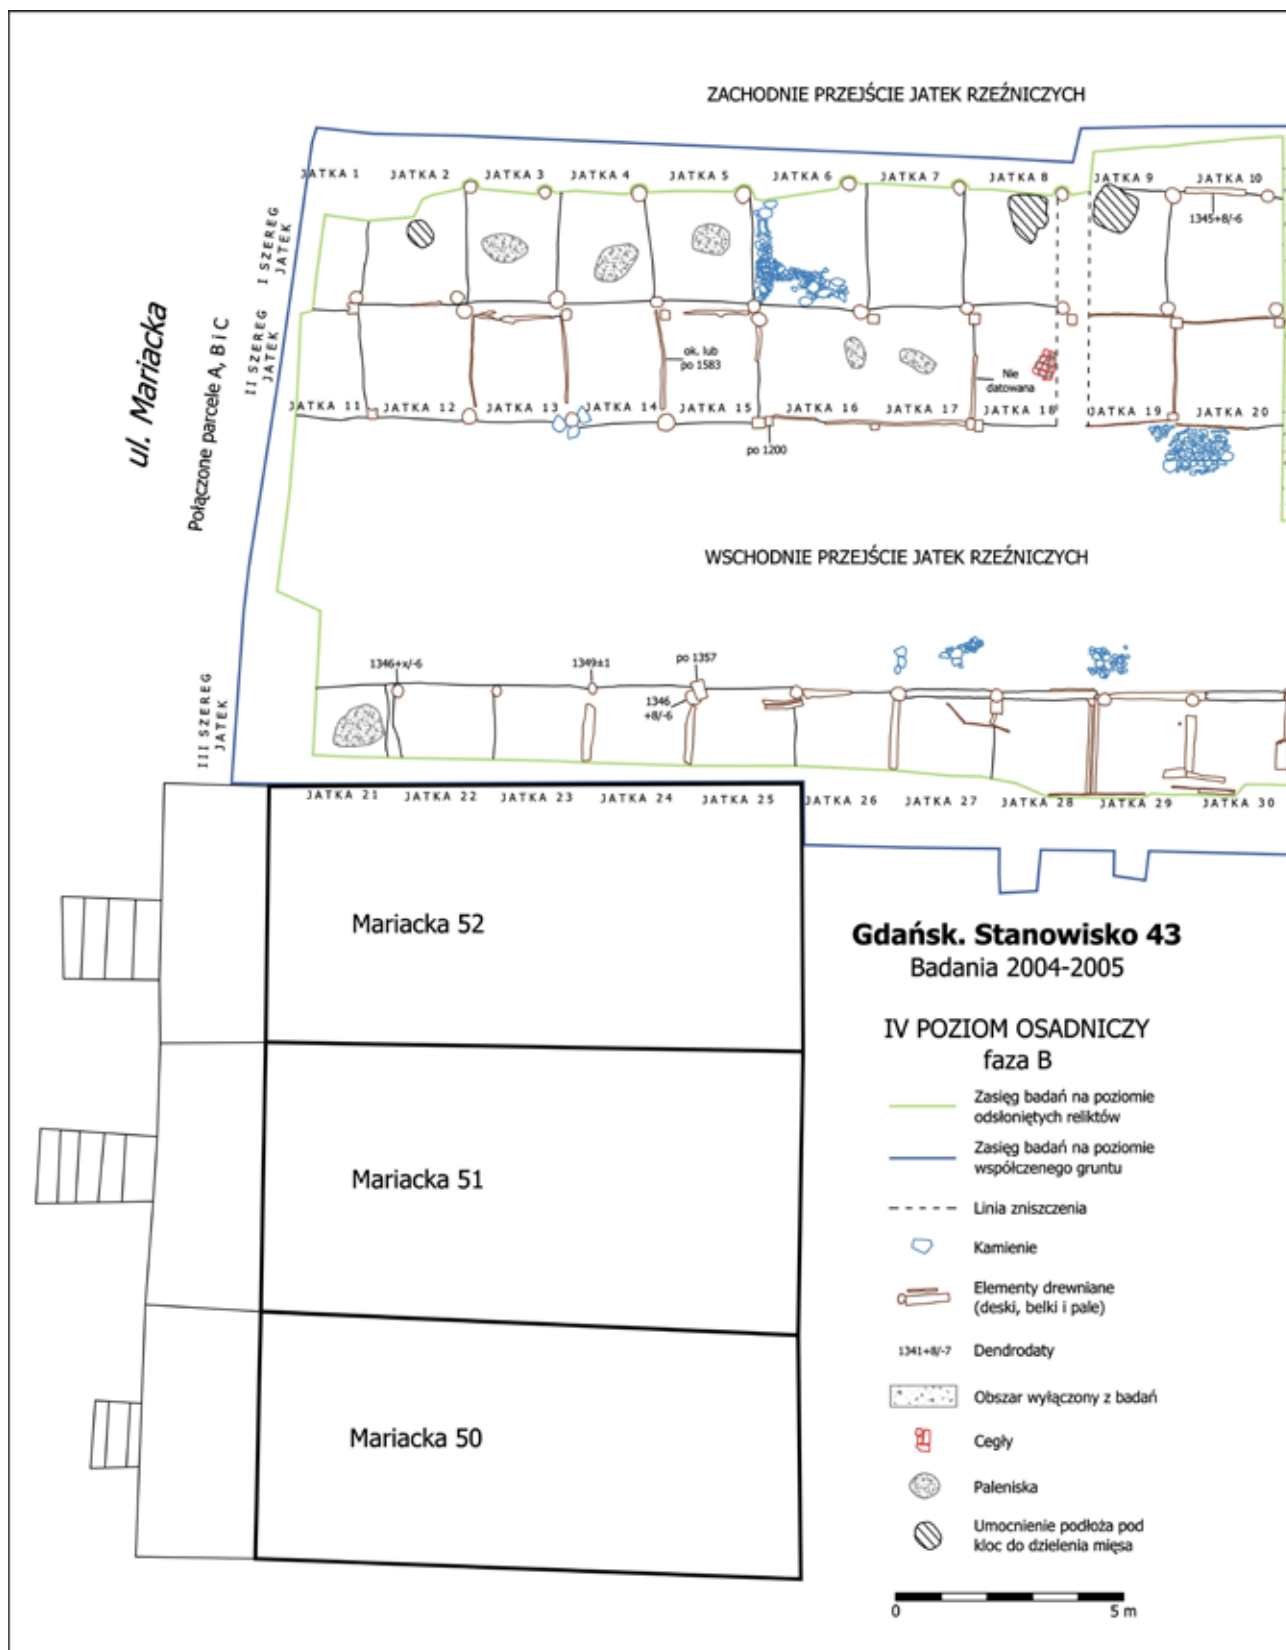 ZACHODNIE PRZEJŚCIE JATEK RZEŹNICZYCH
JATKA 1
JATKA 2
JATKA 3
JATKA 4
JATKA 5
JATKA 6
JATKA 7
JATKA 8
JATKA 9
JATKA 10
1345+8/-6
I SZEREG
JATEK
II SZEREG
JATEK
ul. Mariacka
Połączone parcele A, B i C
ok. lub
po 1583
Nie
datowana
JATKA 11
JATKA 12
JATKA 13
JATKA 14
JATKA 15
JATKA 16
JATKA 17
JATKA 18
JATKA 19
JATKA 20
po 1200
WSCHODNIE PRZEJŚCIE JATEK RZEŹNICZYCH
1346+x/-6
1349±1
po 1357
1346
+8/-6
III SZEREG
JATEK
JATKA 21
JATKA 22
JATKA 23
JATKA 24
JATKA 25
JATKA 26
JATKA 27
JATKA 28
JATKA 29
JATKA 30
Mariacka 52
Mariacka 51
Mariacka 50
Gdańsk. Stanowisko 43
Badania 2004-2005
IV POZIOM OSADNICZY
faza B
Zasięg badań na poziomie
odsłoniętych reliktów
Zasięg badań na poziomie
współczenego gruntu
Linia zniszczenia
Kamienie
Elementy drewniane
(deski, belki i pale)
1341+8/-7 Dendrodaty
Obszar wyłączony z badań
Cegły
Paleniska
Umocnienie podłoża pod
kloc do dzielenia mięsa
0 5 m